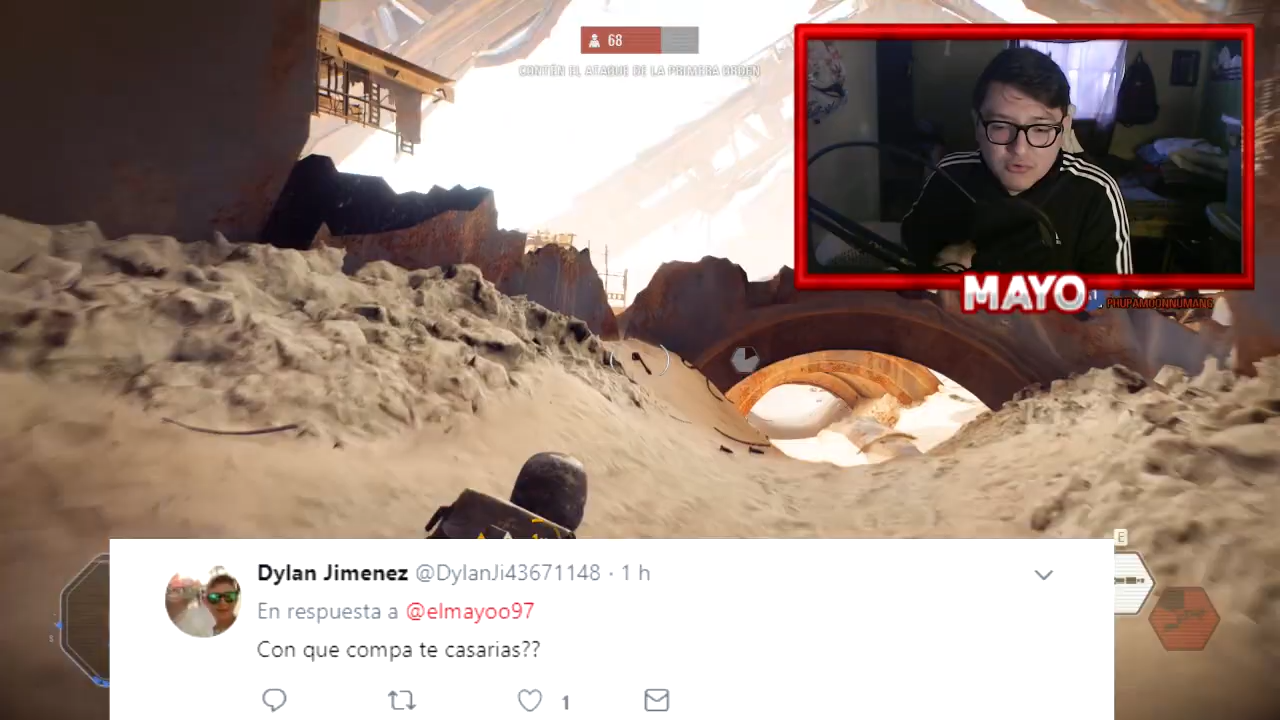 68
CONTÉN EL ATAQUE DE LA PRIMERA ORDEN
MAYO
PHUPAMOONNUMANG
E
Dylan Jimenez @DylanJi43671148 · 1 h
En respuesta a @elmayoo97
Con que compa te casarias??
1